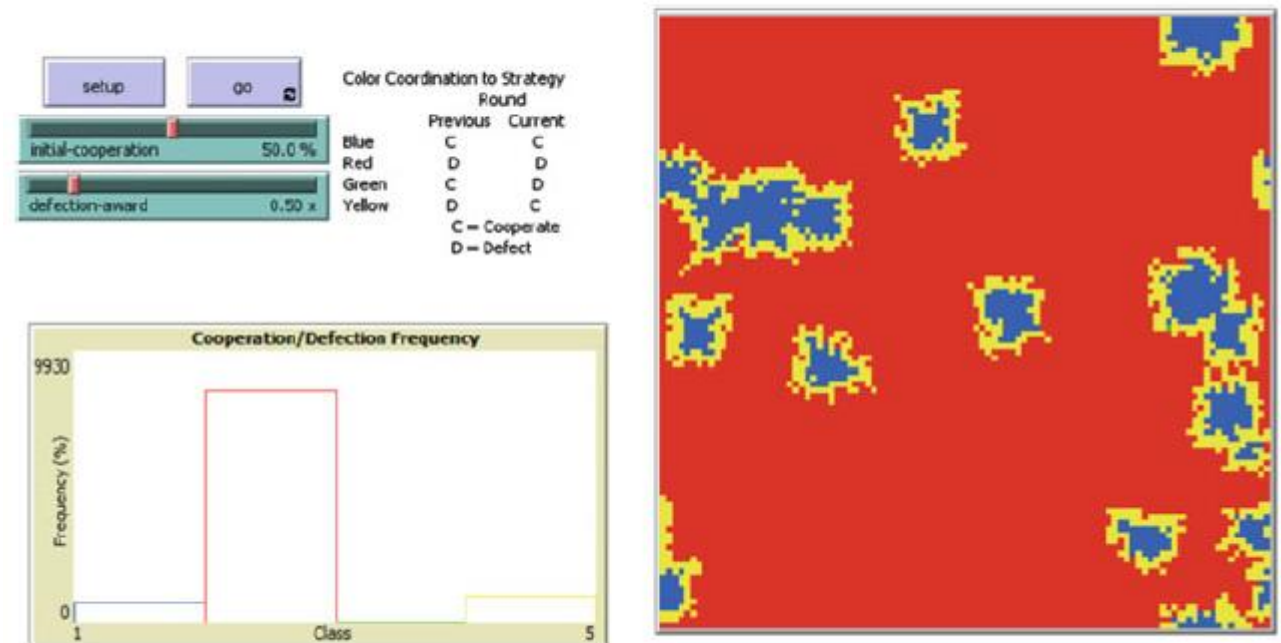 setup
go
initial-cooperation 50.0 %
defection-award 0.50 x
Color Coordination to Strategy
Round
Previous Current
Blue C C
Red D D
Green C D
Yellow D C
C = Cooperate
D = Defect
Cooperation/Defection Frequency
9930
Frequency (%)
0
1 Class 5